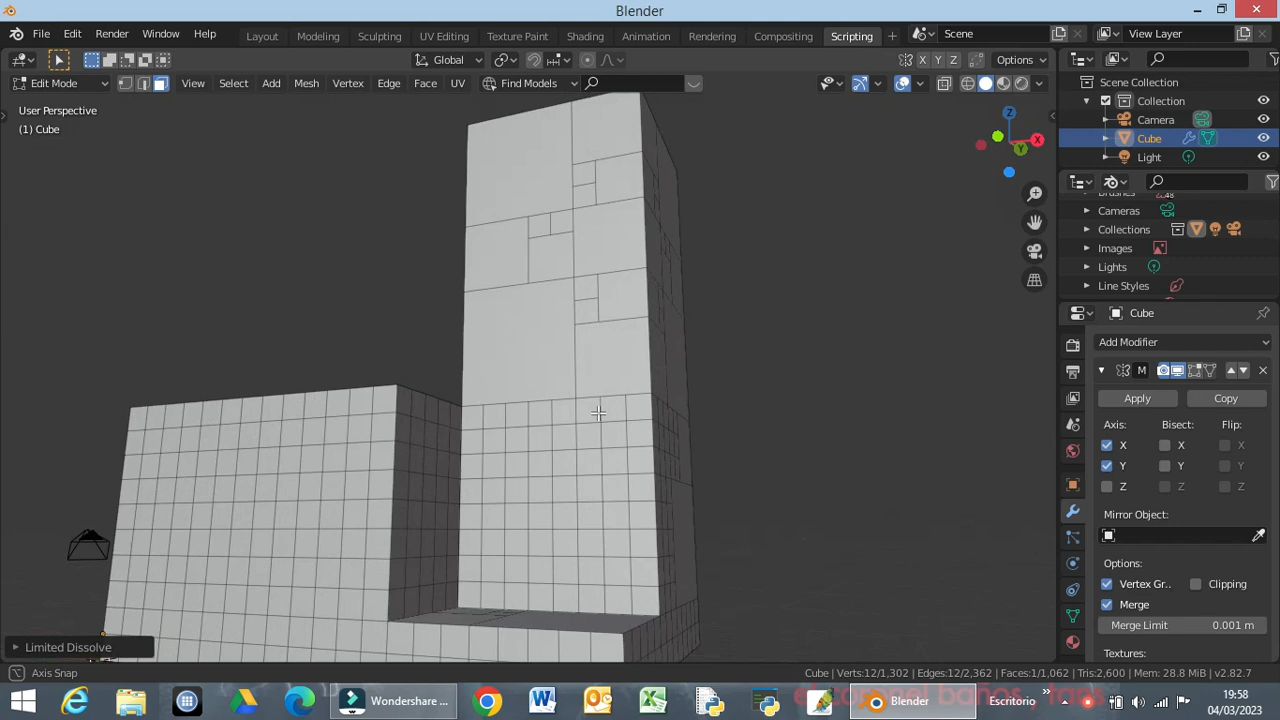 Blender
File Edit Render Window Help Layout Modeling Sculpting UV Editing Texture Paint Shading Animation Rendering Compositing Scripting + Scene View Layer
Global X Y Z Options
Edit Mode View Select Add Mesh Vertex Edge Face UV Find Models
User Perspective
(1) Cube
Z
X
Y
Scene Collection
Collection
Camera
Cube
Light
Brushes 48
Cameras
Collections
Images
Lights
Line Styles
Cube
Add Modifier
M
Apply Copy
Axis: Bisect: Flip:
X X X
Y Y Y
Z Z Z
Mirror Object:
Options:
Vertex Gr.. Clipping
Merge
Merge Limit 0.001 m
Textures:
Limited Dissolve
Axis Snap Cube | Verts:12/1,302 | Edges:12/2,362 | Faces:1/1,062 | Tris:2,600 | Mem: 28.8 MiB | v2.82.7
Wondershare ... Blender Escritorio
19:58
04/03/2023